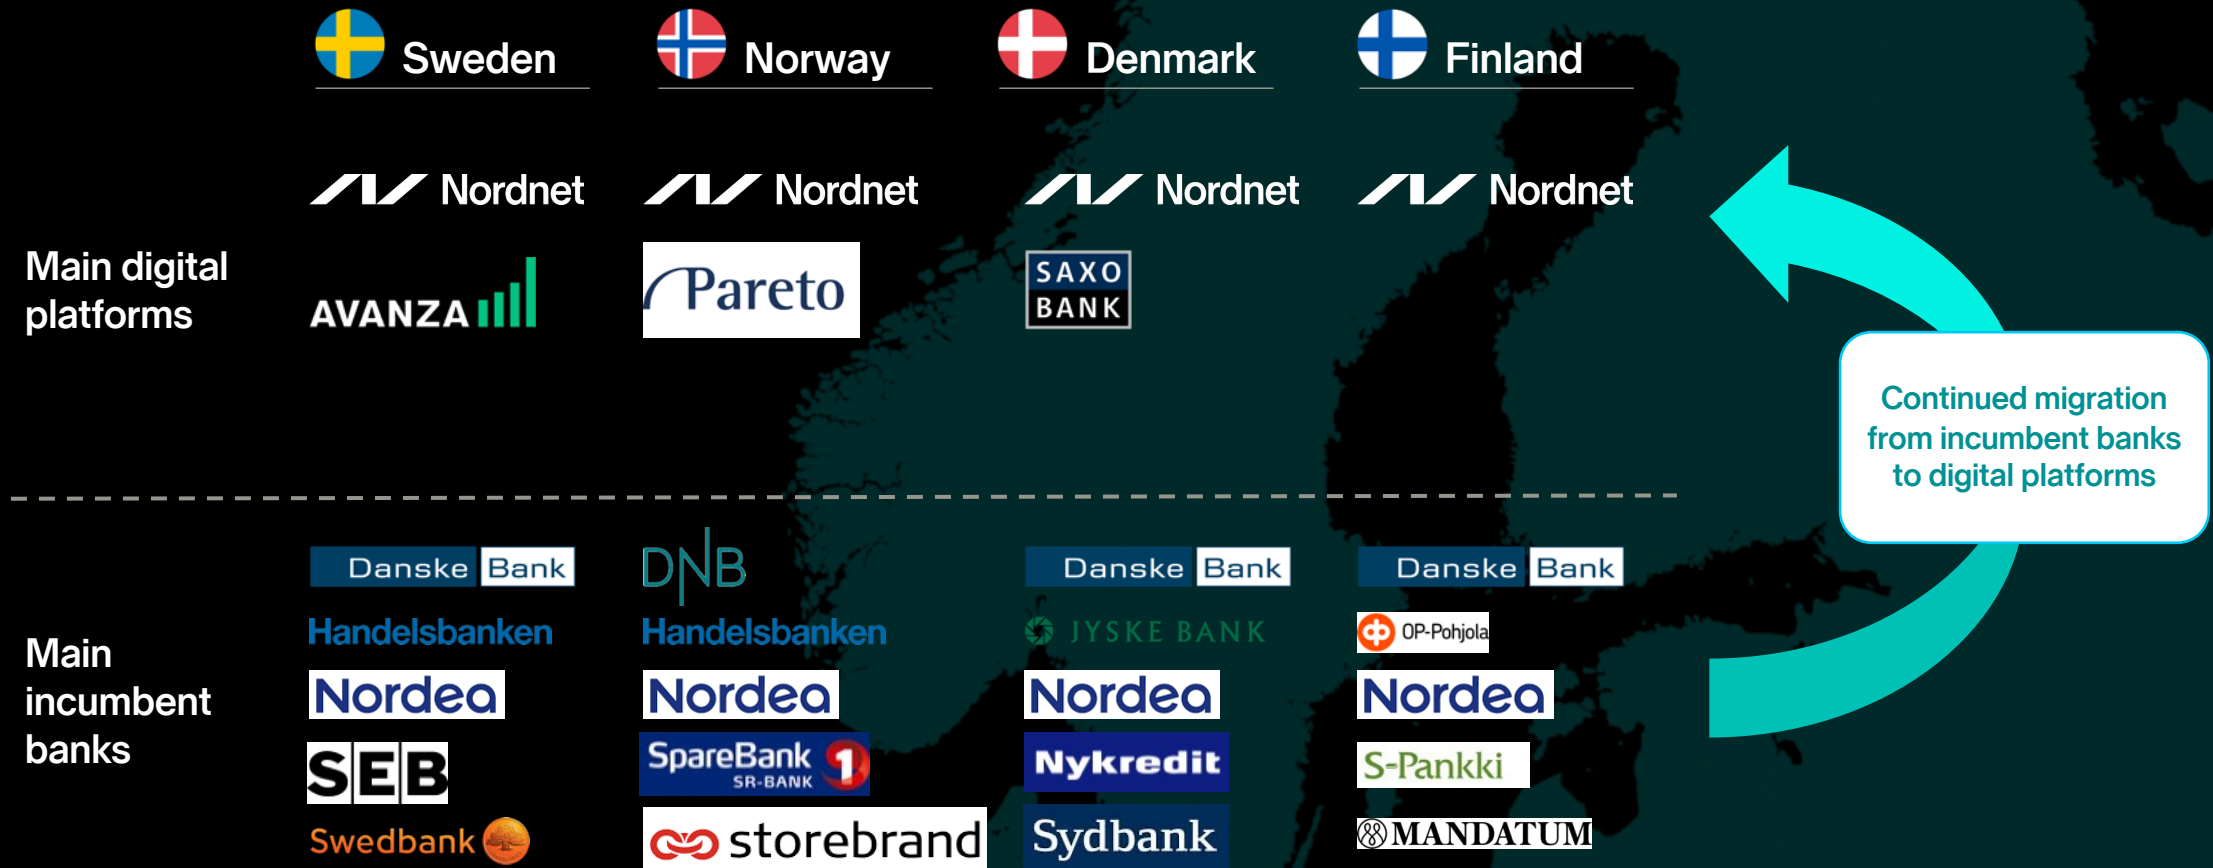 Sweden
Norway
Denmark
Finland
Nordnet
Nordnet
Nordnet
Nordnet
Main digital
platforms
AVANZA
Pareto
SAXO
BANK
Continued migration
from incumbent banks
to digital platforms
Main
incumbent
banks
Danske Bank
DNB
Danske Bank
Danske Bank
Handelsbanken
Handelsbanken
JYSKE BANK
OP-Pohjola
Nordea
Nordea
Nordea
Nordea
SEB
SpareBank 1
SR-BANK
Nykredit
S-Pankki
Swedbank
storebrand
Sydbank
MANDATUM